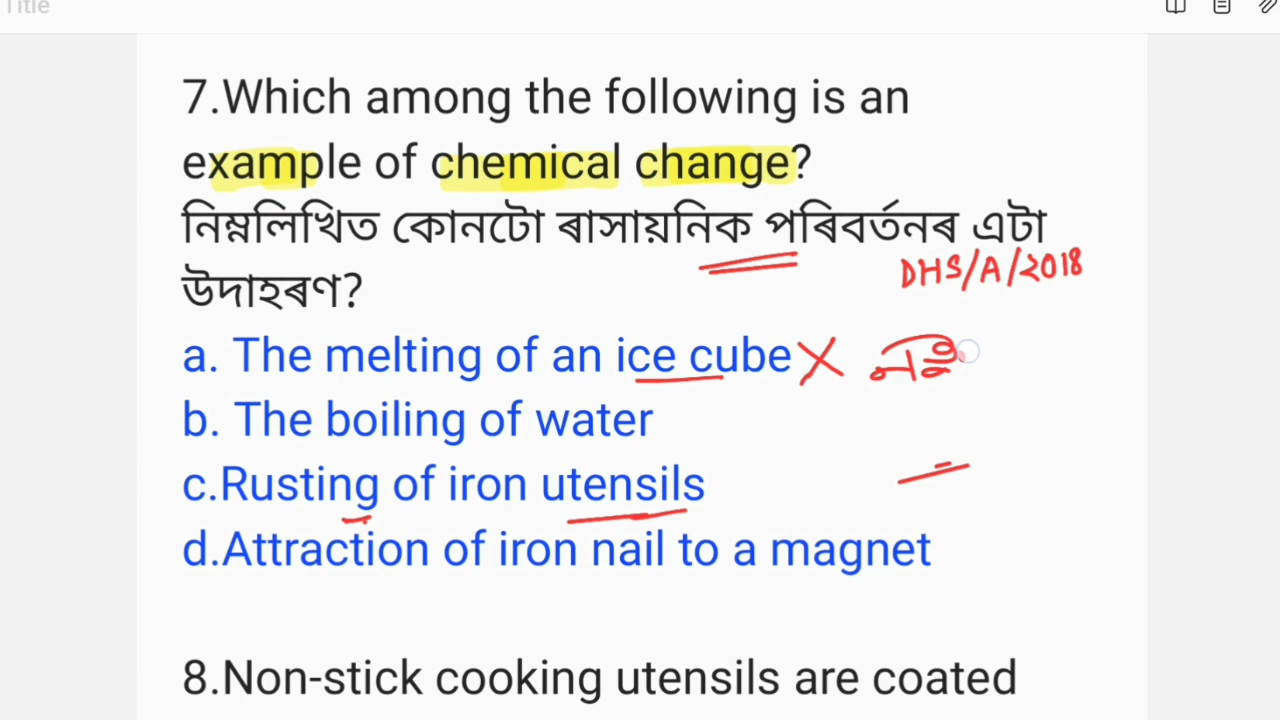 Title
7.Which among the following is an
example of chemical change?
নিম্নলিখিত কোনটো ৰাসায়নিক পৰিবৰ্তনৰ এটা
উদাহৰণ?
DHS/A/2018
a. The melting of an ice cube
b. The boiling of water
c.Rusting of iron utensils
d.Attraction of iron nail to a magnet
8.Non-stick cooking utensils are coated